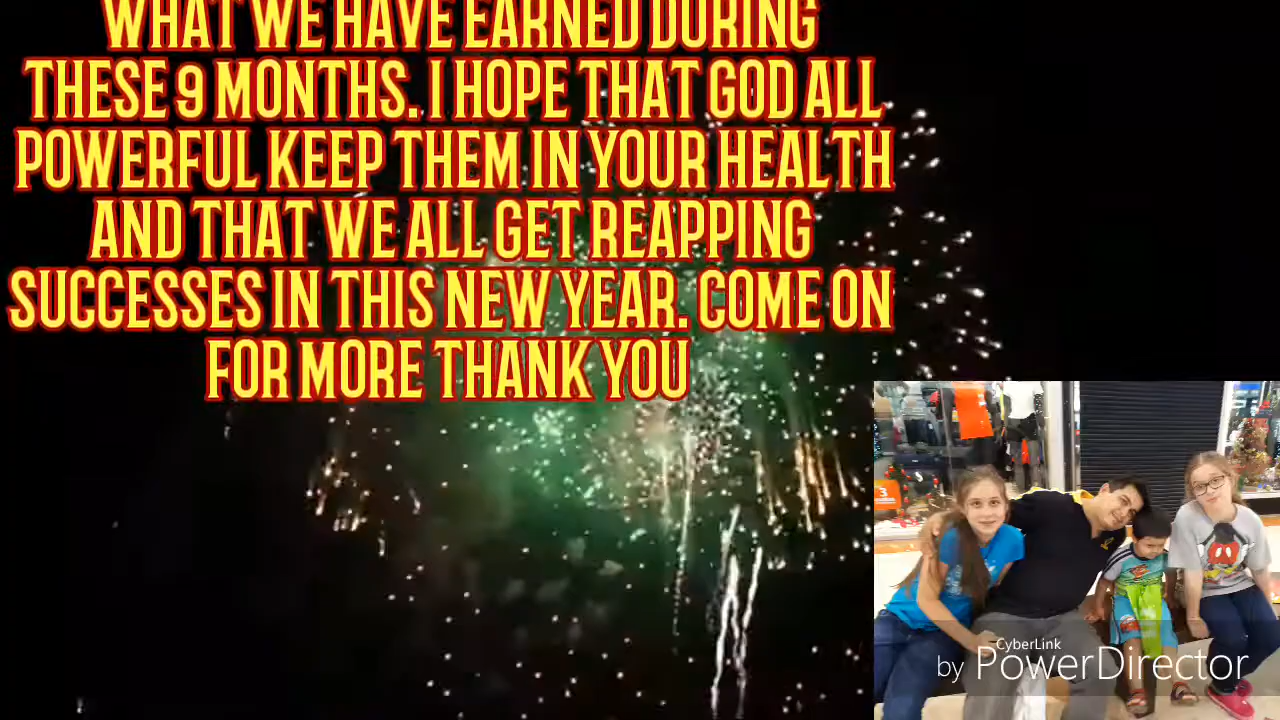 WHAT WE HAVE EARNED DURING
THESE 9 MONTHS. I HOPE THAT GOD ALL
POWERFUL KEEP THEM IN YOUR HEALTH
AND THAT WE ALL GET REAPPING
SUCCESSES IN THIS NEW YEAR. COME ON
FOR MORE THANK YOU
3
CyberLink
by PowerDirector